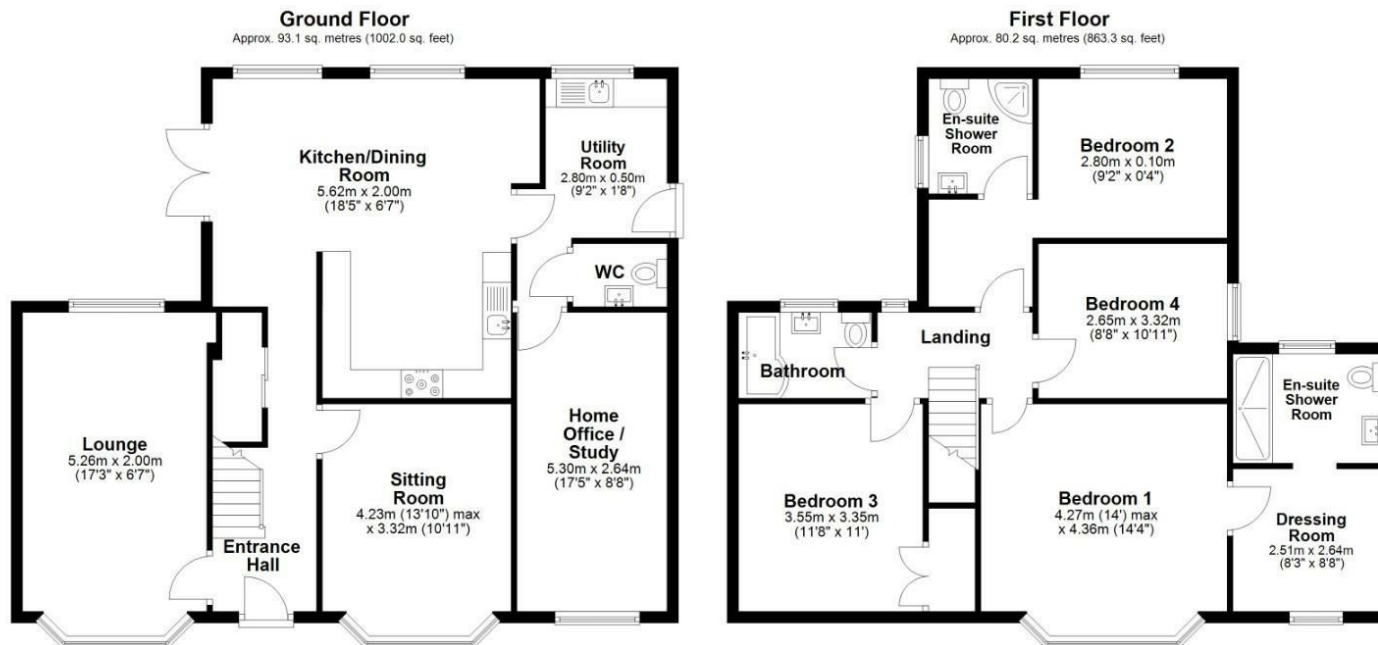 Ground Floor
Approx. 93.1 sq. metres (1002.0 sq. feet)
Kitchen/Dining
Room
5.62m x 2.00m
(18'5" x 6'7")
Utility
Room
2.80m x 0.50m
(9'2" x 1'8")
WC
Lounge
5.26m x 2.00m
(17'3" x 6'7")
Entrance
Hall
Sitting
Room
4.23m (13'10") max
x 3.32m (10'11")
Home
Office /
Study
5.30m x 2.64m
(17'5" x 8'8")
First Floor
Approx. 80.2 sq. metres (863.3 sq. feet)
En-suite
Shower
Room
Bedroom 2
2.80m x 0.10m
(9'2" x 0'4")
Bedroom 4
2.65m x 3.32m
(8'8" x 10'11")
Landing
Bathroom
En-suite
Shower
Room
Bedroom 3
3.55m x 3.35m
(11'8" x 11')
Bedroom 1
4.27m (14') max
x 4.36m (14'4")
Dressing
Room
2.51m x 2.64m
(8'3" x 8'8")